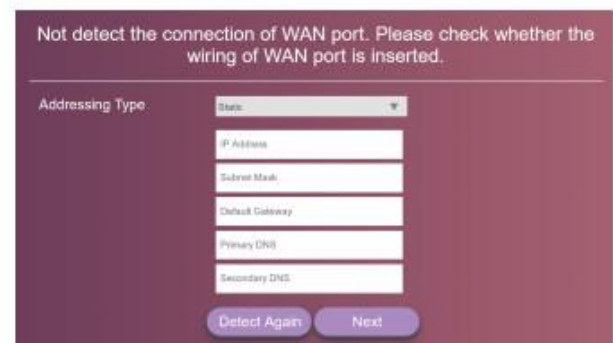 Not detect the connection of WAN port. Please check whether the
wiring of WAN port is inserted.
Addressing Type
Static
IP Address
Subnet Mask
Default Gateway
Primary DNS
Secondary DNS
Detect Again
Next